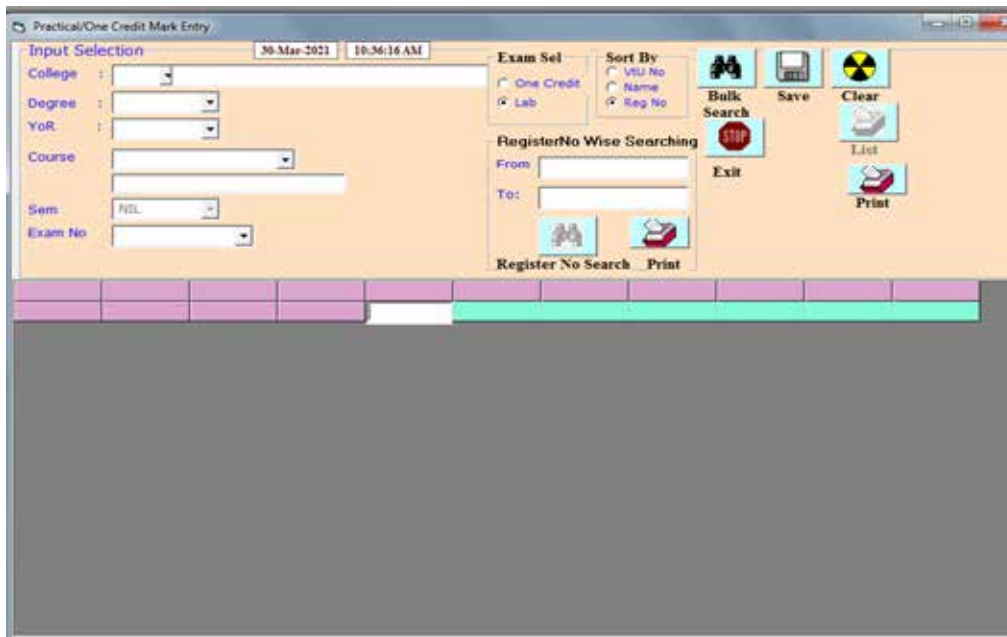 Practical/One Credit Mark Entry
Input Selection
30-Mar-2021 10:36:16 AM
College :
Degree :
YoR :
Course
Sem NIL
Exam No
Exam Sel
One Credit
Lab
Sort By
VtU No
Name
Reg No
RegisterNo Wise Searching
From
To:
Register No Search Print
Bulk Search
Save
Clear
STOP
Exit
List
Print